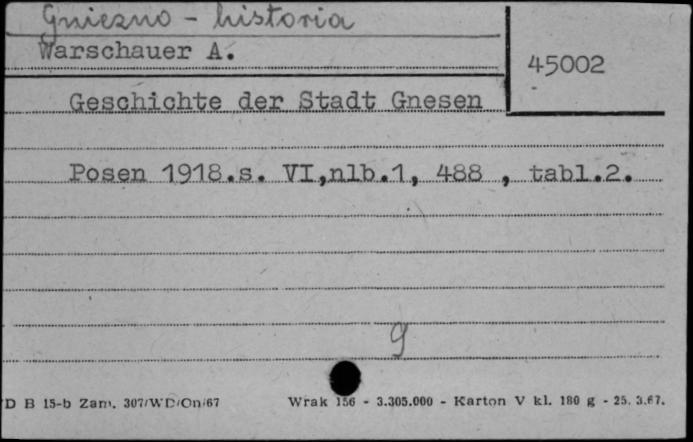 Gniezno - historia
Warschauer A.
45002
Geschichte der Stadt Gnesen
Posen 1918.s. VI,nlb.1, 488 , tabl.2.
g
D B 15-b Zam. 307/WD/On/67 Wrak 156 - 3.305.000 - Karton V kl. 180 g - 25. 3.67.